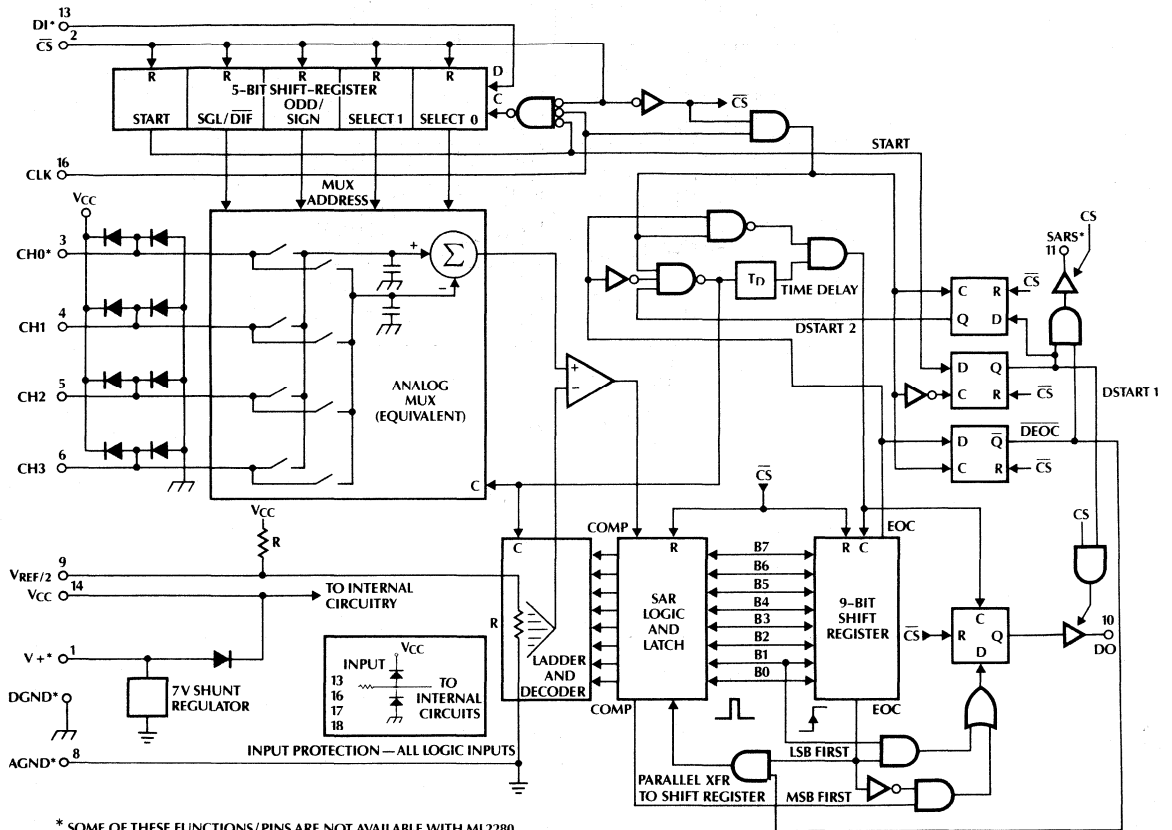 13
DI*
2
CS
R R R R R
5-BIT SHIFT-REGISTER
ODD/
START SGL/DIF SIGN SELECT 1 SELECT 0
D
C
CS
START
16
CLK
MUX
ADDRESS
VCC
3
CH0*
+
Σ
−
4
CH1
5
CH2
6
CH3
ANALOG
MUX
(EQUIVALENT)
C
+
−
TD
TIME DELAY
DSTART 2
CS
SARS*
11
C R
CS
Q D
D Q
C R
CS
DSTART 1
D Q
DEOC
C R
CS
VCC
R
9
VREF/2
14
VCC
TO INTERNAL
CIRCUITRY
1
V+*
7V SHUNT
REGULATOR
DGND*
8
AGND*
VCC
INPUT
13
16
17
18
TO
INTERNAL
CIRCUITS
INPUT PROTECTION—ALL LOGIC INPUTS
C
R
LADDER
AND
DECODER
COMP
COMP
CS
R
SAR
LOGIC
AND
LATCH
B7
B6
B5
B4
B3
B2
B1
B0
R C
EOC
9-BIT
SHIFT
REGISTER
EOC
CS
C
R Q
D
CS
10
DO
LSB FIRST
PARALLEL XFR
TO SHIFT REGISTER
MSB FIRST
* SOME OF THESE FUNCTIONS/PINS ARE NOT AVAILABLE WITH ML2280